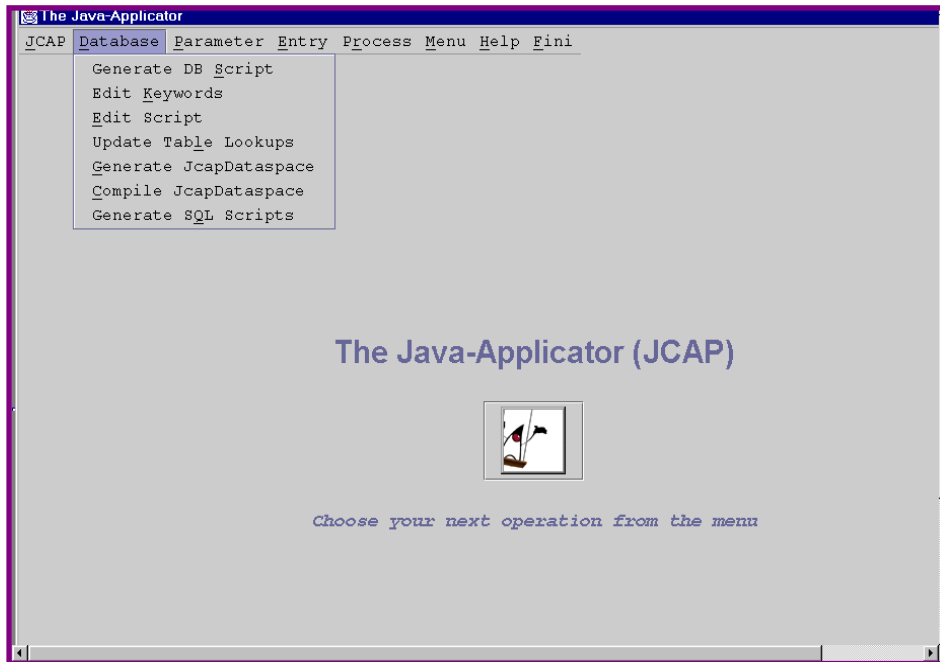 The Java-Applicator
JCAP Database Parameter Entry Process Menu Help Fini
Generate DB Script
Edit Keywords
Edit Script
Update Table Lookups
Generate JcapDataspace
Compile JcapDataspace
Generate SQL Scripts
The Java-Applicator (JCAP)
Choose your next operation from the menu